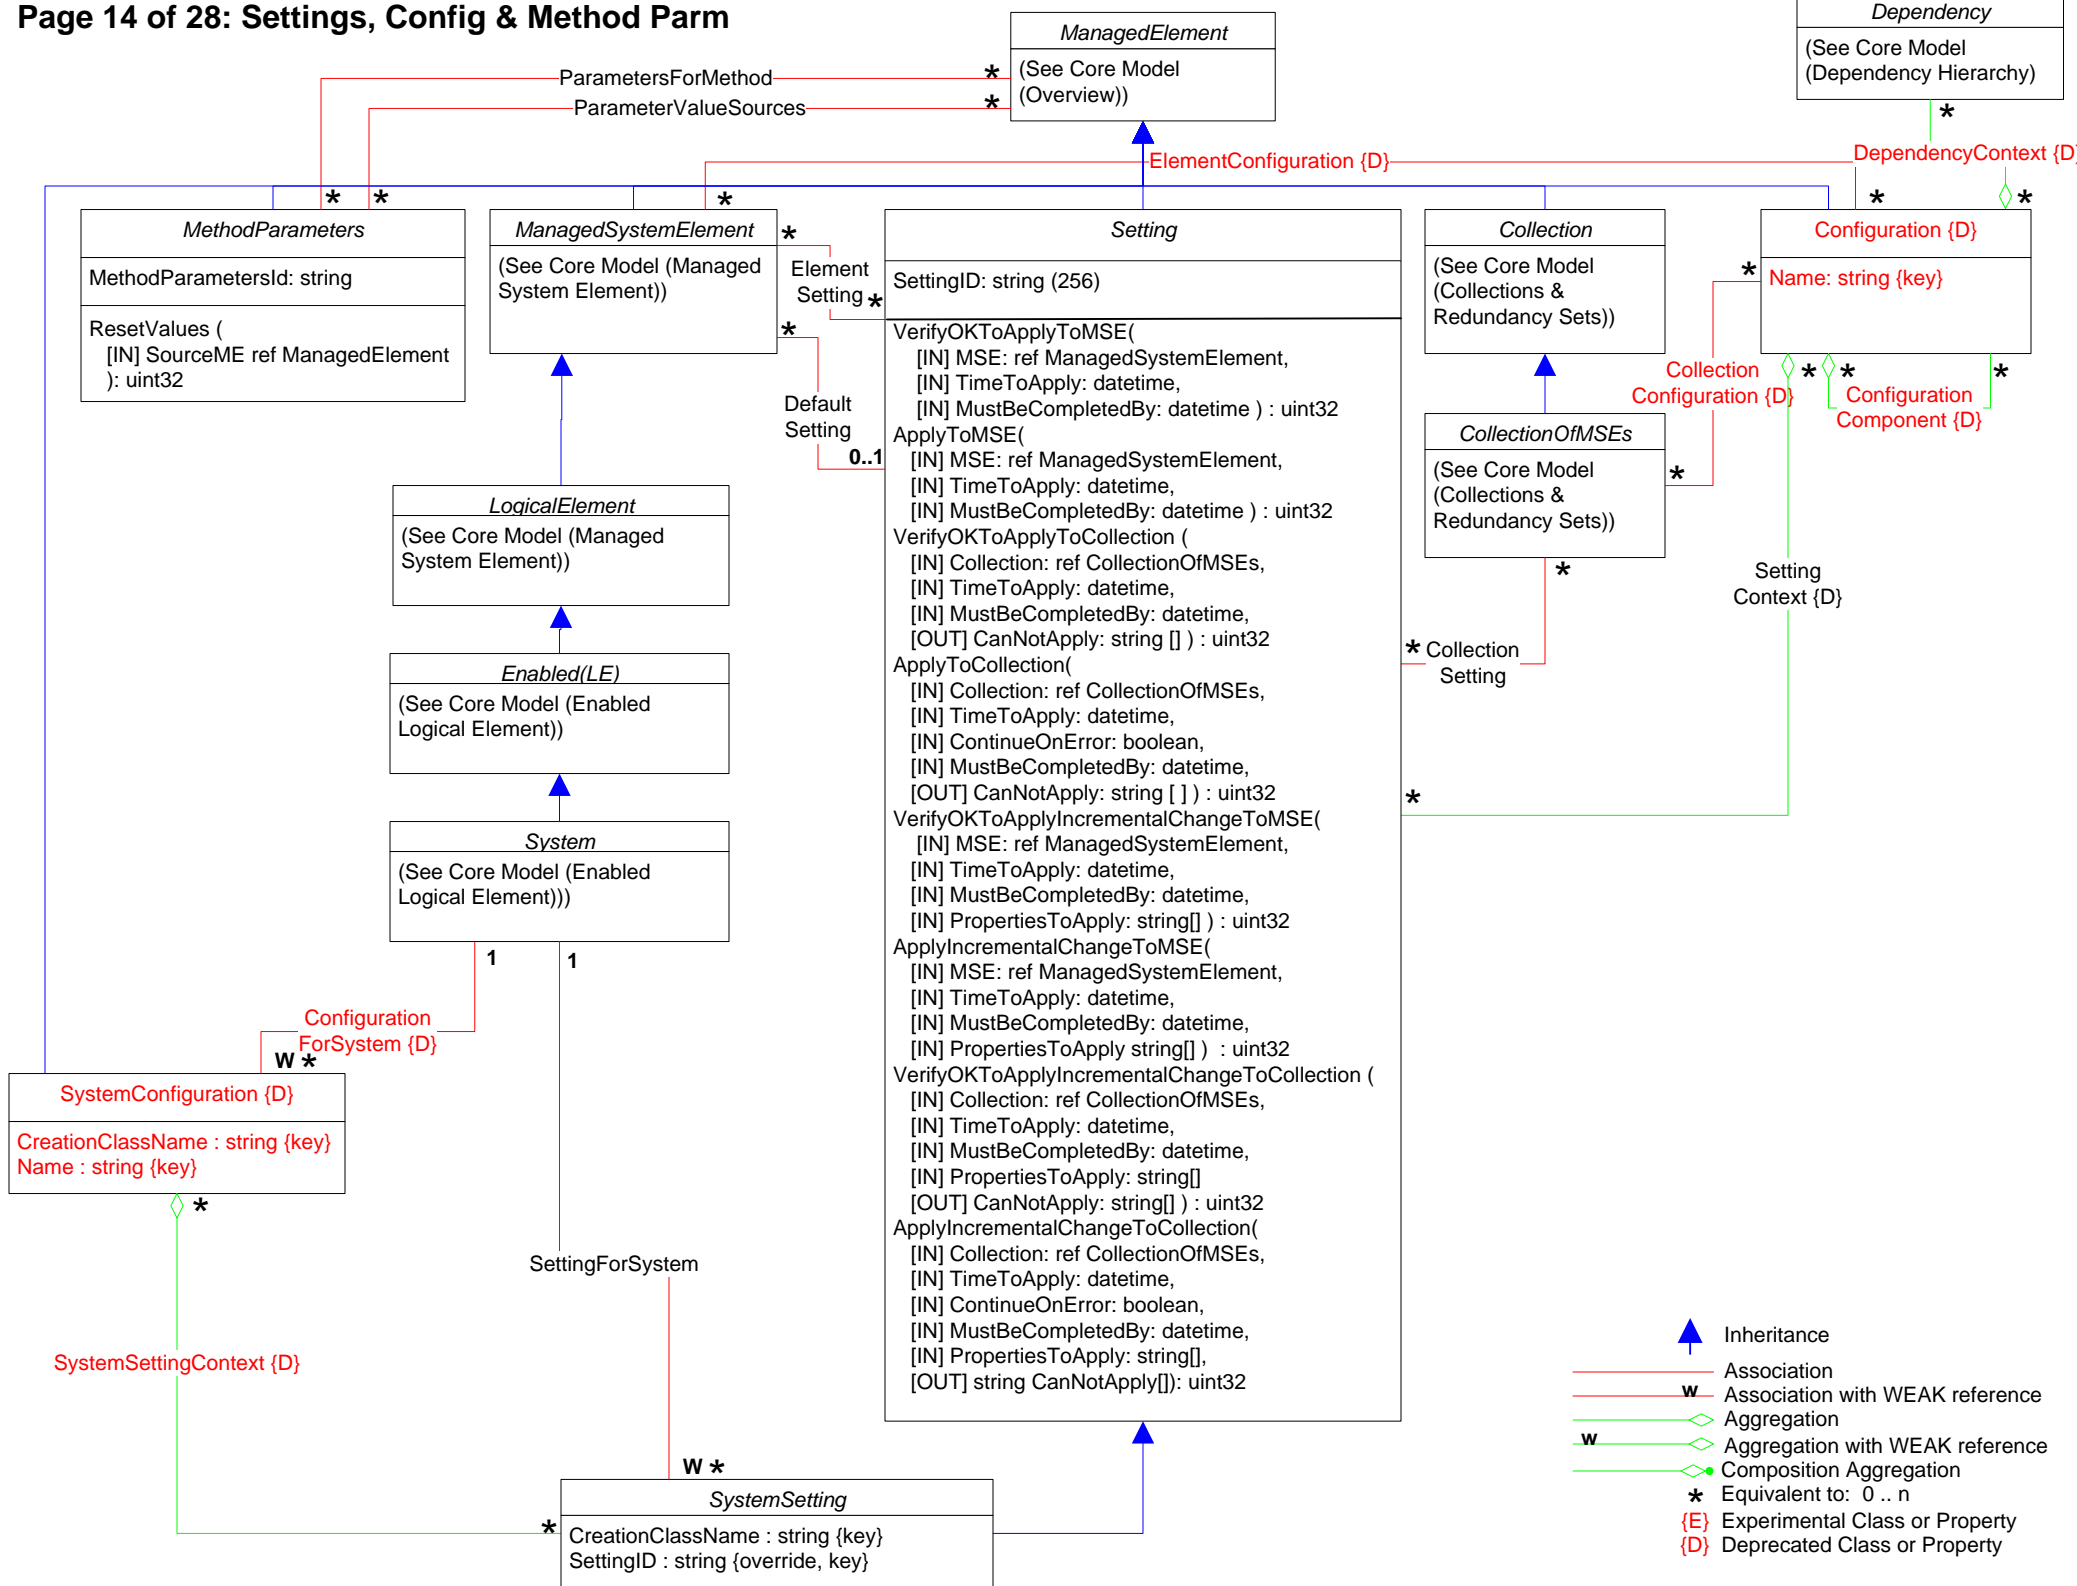 Page 14 of 28: Settings, Config & Method Parm
ManagedElement
(See Core Model
(Overview))
Dependency
(See Core Model
(Dependency Hierarchy)
*
ParametersForMethod
*
ParameterValueSources
*
ElementConfiguration {D}
DependencyContext {D}
*
*
*
*
*
MethodParameters
MethodParametersId: string
ResetValues (
[IN] SourceME ref ManagedElement
): uint32
ManagedSystemElement
(See Core Model (Managed
System Element))
*
Element
Setting
*
*
Default
Setting
0..1
Setting
SettingID: string (256)
VerifyOKToApplyToMSE(
[IN] MSE: ref ManagedSystemElement,
[IN] TimeToApply: datetime,
[IN] MustBeCompletedBy: datetime ) : uint32
ApplyToMSE(
[IN] MSE: ref ManagedSystemElement,
[IN] TimeToApply: datetime,
[IN] MustBeCompletedBy: datetime ) : uint32
VerifyOKToApplyToCollection (
[IN] Collection: ref CollectionOfMSEs,
[IN] TimeToApply: datetime,
[IN] MustBeCompletedBy: datetime,
[OUT] CanNotApply: string [] ) : uint32
ApplyToCollection(
[IN] Collection: ref CollectionOfMSEs,
[IN] TimeToApply: datetime,
[IN] ContinueOnError: boolean,
[IN] MustBeCompletedBy: datetime,
[OUT] CanNotApply: string [ ] ) : uint32
VerifyOKToApplyIncrementalChangeToMSE(
[IN] MSE: ref ManagedSystemElement,
[IN] TimeToApply: datetime,
[IN] MustBeCompletedBy: datetime,
[IN] PropertiesToApply: string[] ) : uint32
ApplyIncrementalChangeToMSE(
[IN] MSE: ref ManagedSystemElement,
[IN] TimeToApply: datetime,
[IN] MustBeCompletedBy: datetime,
[IN] PropertiesToApply string[] )  : uint32
VerifyOKToApplyIncrementalChangeToCollection (
[IN] Collection: ref CollectionOfMSEs,
[IN] TimeToApply: datetime,
[IN] MustBeCompletedBy: datetime,
[IN] PropertiesToApply: string[]
[OUT] CanNotApply: string[] ) : uint32
ApplyIncrementalChangeToCollection(
[IN] Collection: ref CollectionOfMSEs,
[IN] TimeToApply: datetime,
[IN] ContinueOnError: boolean,
[IN] MustBeCompletedBy: datetime,
[IN] PropertiesToApply: string[],
[OUT] string CanNotApply[]): uint32
Collection
(See Core Model
(Collections &
Redundancy Sets))
Configuration {D}
Name: string {key}
*
Collection
Configuration {D}
*
*
*
*
Configuration
Component {D}
CollectionOfMSEs
(See Core Model
(Collections &
Redundancy Sets))
*
Setting
Context {D}
* Collection
Setting
*
LogicalElement
(See Core Model (Managed
System Element))
Enabled(LE)
(See Core Model (Enabled
Logical Element))
System
(See Core Model (Enabled
Logical Element)))
1
1
Configuration
ForSystem {D}
W *
SystemConfiguration {D}
CreationClassName : string {key}
Name : string {key}
*
SettingForSystem
SystemSettingContext {D}
W *
*
SystemSetting
CreationClassName : string {key}
SettingID : string {override, key}
Inheritance
Association
w Association with WEAK reference
Aggregation
w Aggregation with WEAK reference
Composition Aggregation
* Equivalent to:  0 .. n
{E} Experimental Class or Property
{D} Deprecated Class or Property